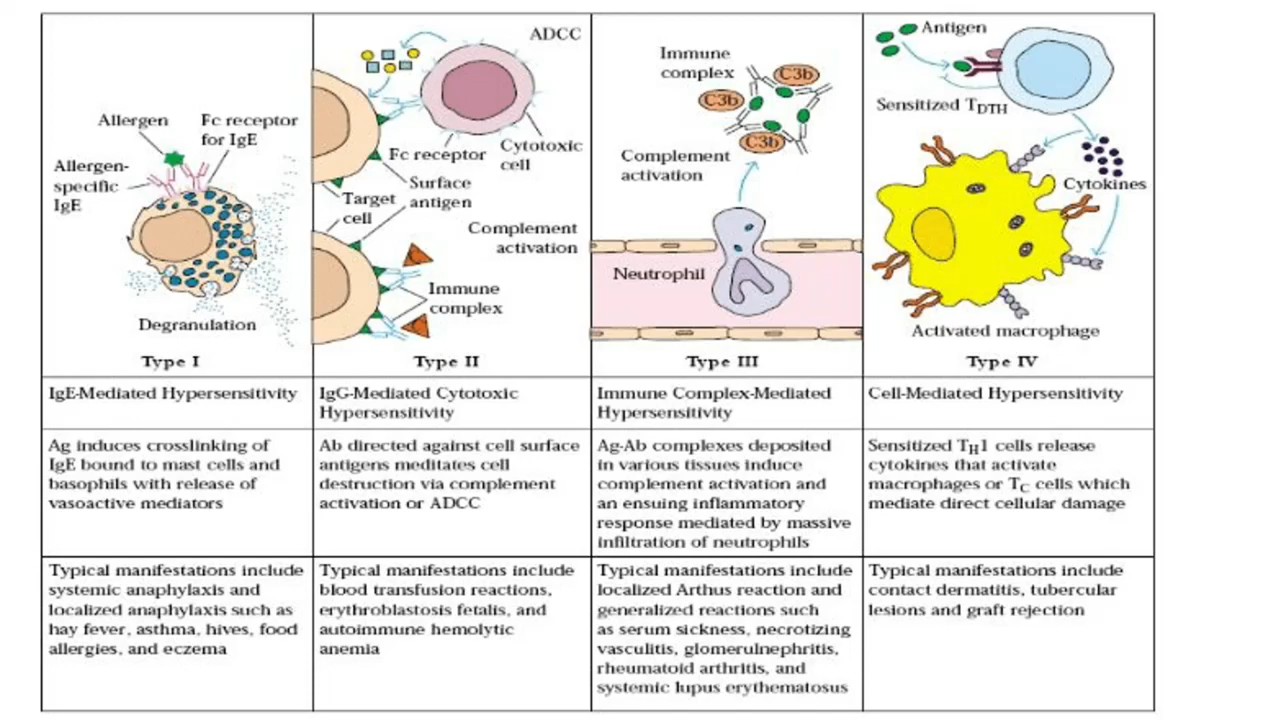 Allergen
Fc receptor
for IgE
Allergen-
specific
IgE
Degranulation
Type I
ADCC
Fc receptor
Cytotoxic
cell
Surface
antigen
Target
cell
Complement
activation
Immune
complex
Type II
Immune
complex
C3b
C3b
C3b
Complement
activation
Neutrophil
Type III
Antigen
Sensitized TDTH
Cytokines
Activated macrophage
Type IV
IgE-Mediated Hypersensitivity
IgG-Mediated Cytotoxic
Hypersensitivity
Immune Complex-Mediated
Hypersensitivity
Cell-Mediated Hypersensitivity
Ag induces crosslinking of
IgE bound to mast cells and
basophils with release of
vasoactive mediators
Ab directed against cell surface
antigens meditates cell
destruction via complement
activation or ADCC
Ag-Ab complexes deposited
in various tissues induce
complement activation and
an ensuing inflammatory
response mediated by massive
infiltration of neutrophils
Sensitized TH1 cells release
cytokines that activate
macrophages or TC cells which
mediate direct cellular damage
Typical manifestations include
systemic anaphylaxis and
localized anaphylaxis such as
hay fever, asthma, hives, food
allergies, and eczema
Typical manifestations include
blood transfusion reactions,
erythroblastosis fetalis, and
autoimmune hemolytic
anemia
Typical manifestations include
localized Arthus reaction and
generalized reactions such
as serum sickness, necrotizing
vasculitis, glomerulnephritis,
rheumatoid arthritis, and
systemic lupus erythematosus
Typical manifestations include
contact dermatitis, tubercular
lesions and graft rejection